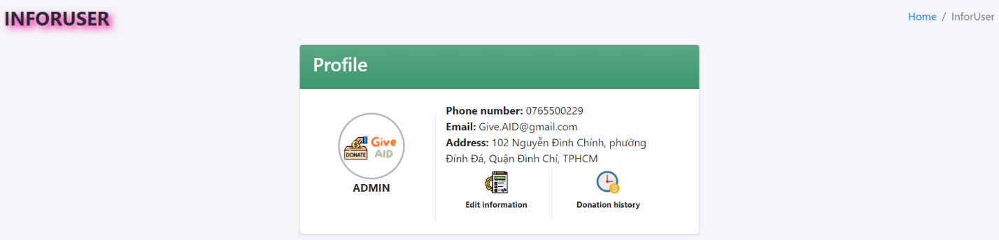 INFORUSER
Home / InforUser
Profile
Give
AID
DONATE
ADMIN
Phone number: 0765500229
Email: Give.AID@gmail.com
Address: 102 Nguyễn Đình Chính, phường
Đính Đá, Quận Đình Chỉ, TPHCM
Edit information
Donation history